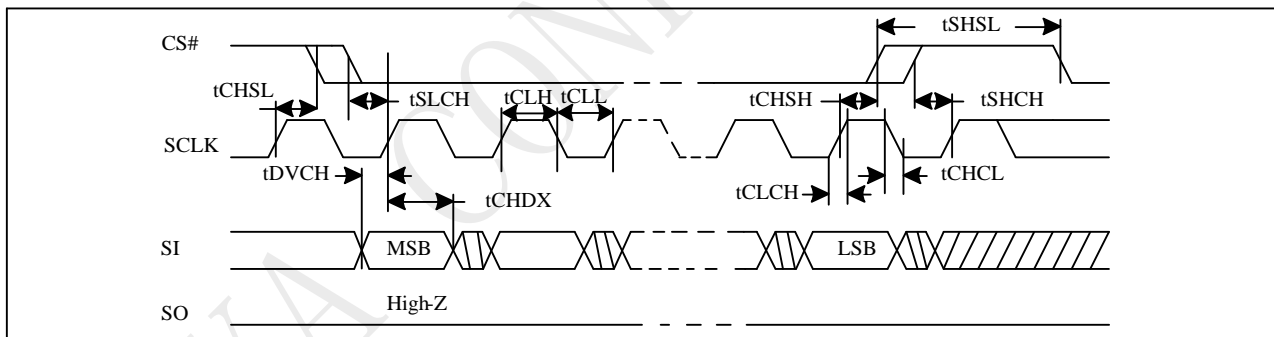 CS#
tSHSL
tCHSL
tSLCH
tCLH
tCLL
tCHSH
tSHCH
SCLK
tDVCH
tCHDX
tCLCH
tCHCL
SI
MSB
LSB
SO
High-Z